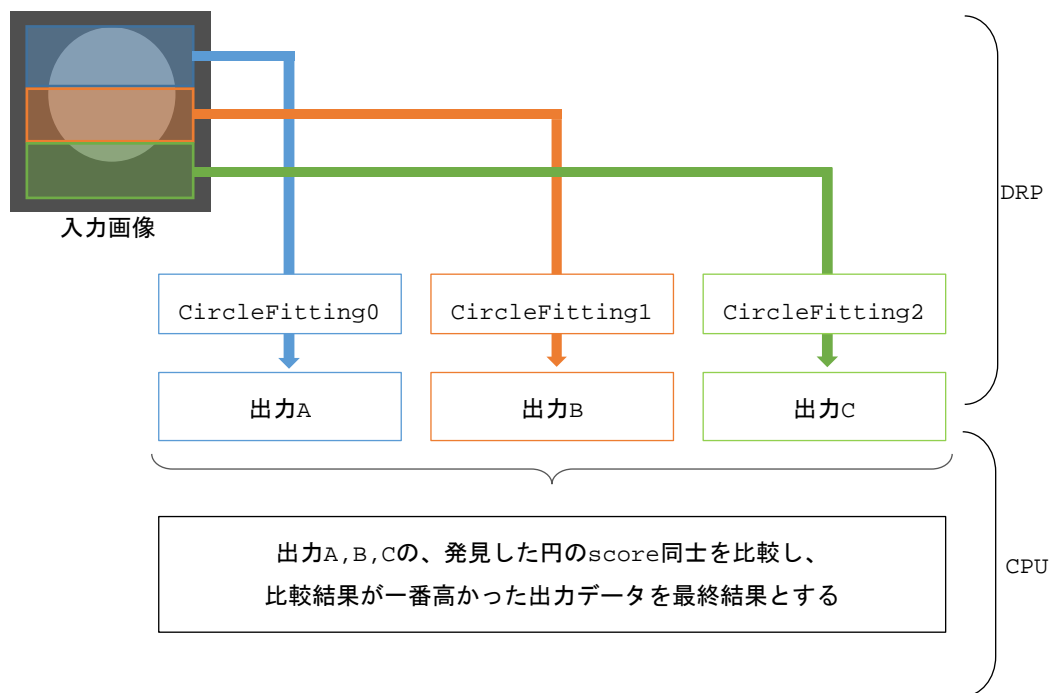 DRP
入力画像
CircleFitting0
CircleFitting1
CircleFitting2
出力A
出力B
出力C
出力A,B,Cの、発見した円のscore同士を比較し、
比較結果が一番高かった出力データを最終結果とする
CPU